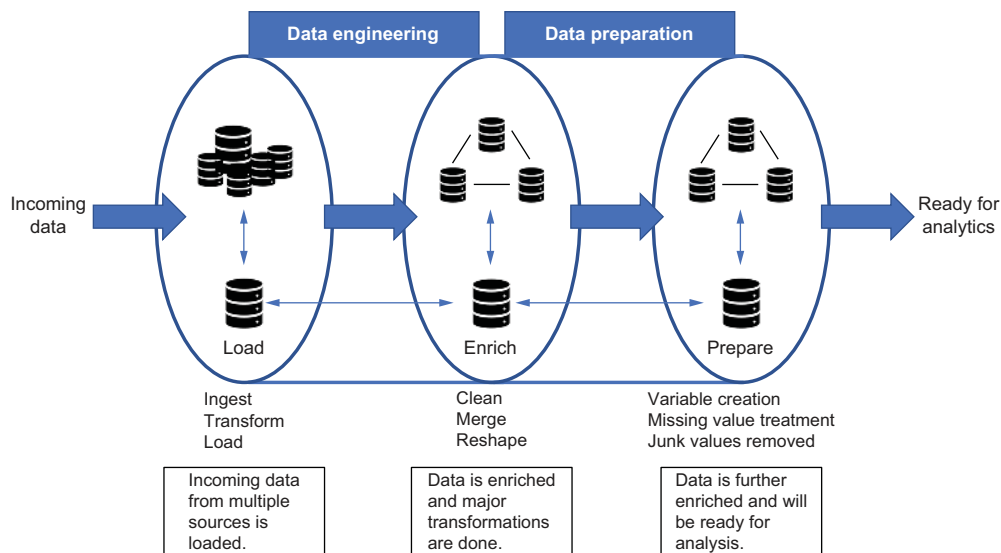 Data engineering
Data preparation
Incoming
data
Ready for
analytics
Load
Enrich
Prepare
Ingest
Transform
Load
Clean
Merge
Reshape
Variable creation
Missing value treatment
Junk values removed
Incoming data
from multiple
sources is
loaded.
Data is enriched
and major
transformations
are done.
Data is further
enriched and will
be ready for
analysis.